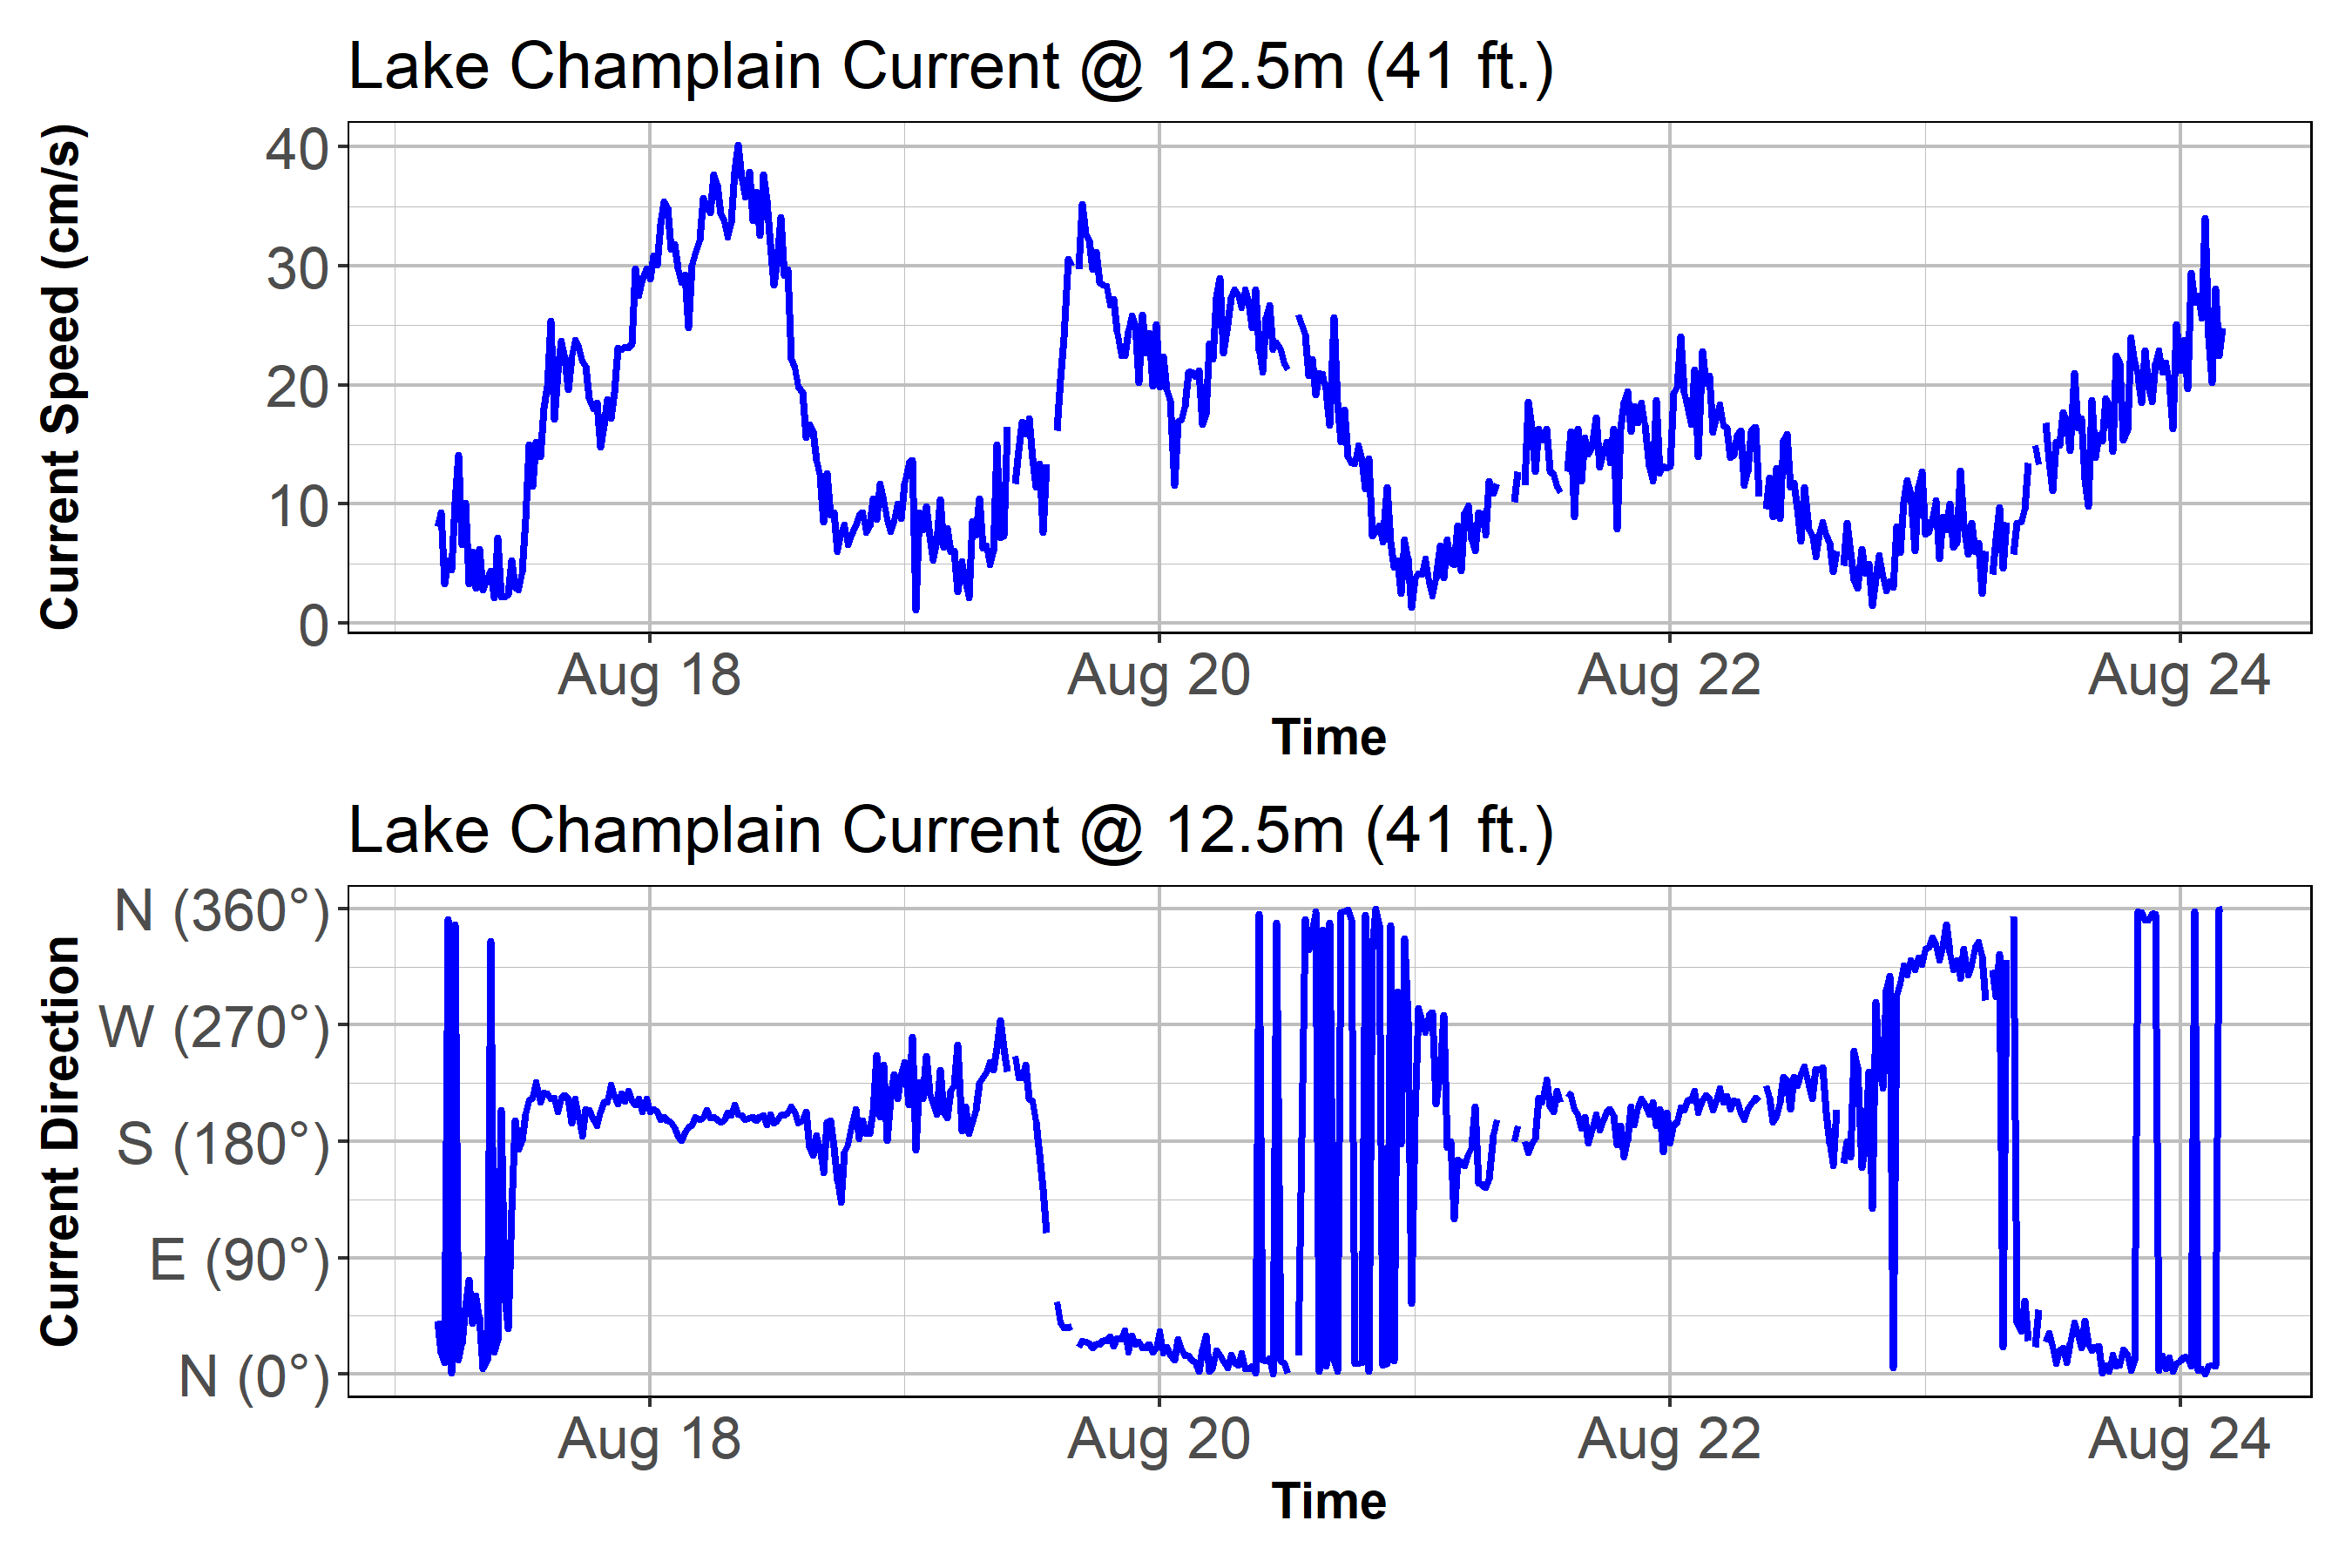 Lake Champlain Current @ 12.5m (41 ft.)
Current Speed (cm/s)
40
30
20
10
0
Aug 18 Aug 20 Aug 22 Aug 24
Time
Lake Champlain Current @ 12.5m (41 ft.)
Current Direction
N (360°)
W (270°)
S (180°)
E (90°)
N (0°)
Aug 18 Aug 20 Aug 22 Aug 24
Time